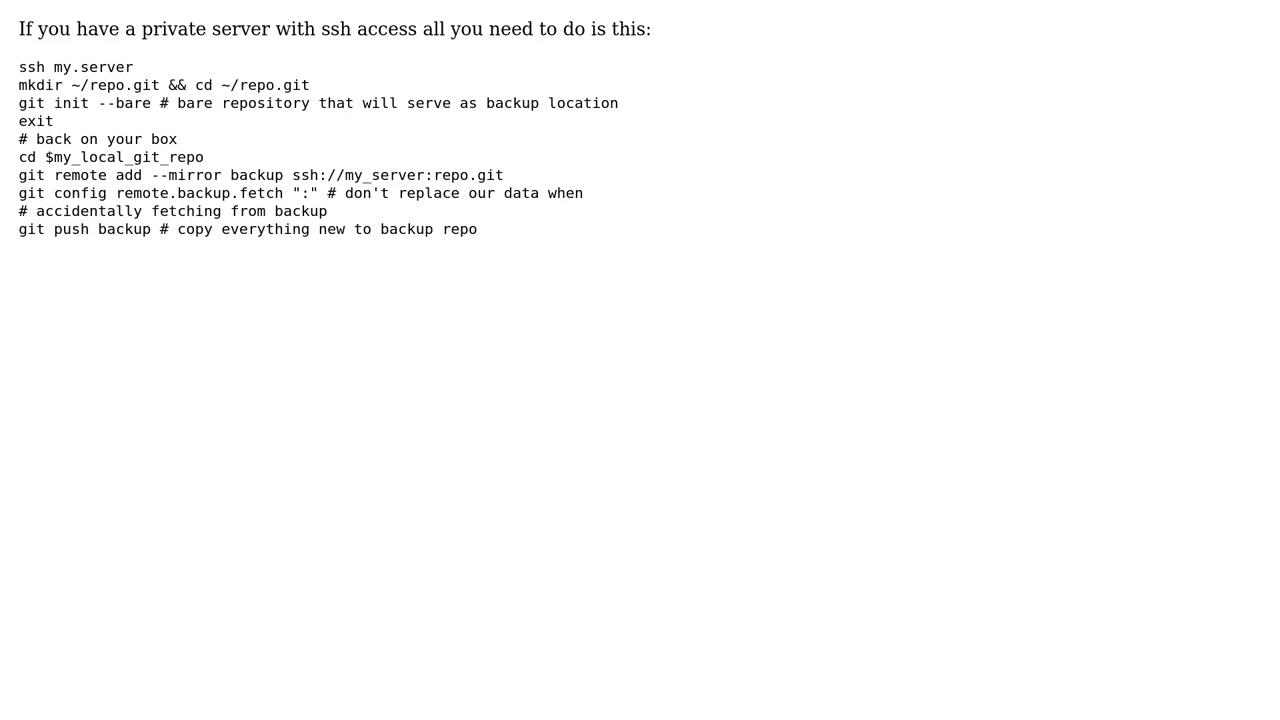 If you have a private server with ssh access all you need to do is this:
ssh my.server
mkdir ~/repo.git && cd ~/repo.git
git init --bare # bare repository that will serve as backup location
exit
# back on your box
cd $my_local_git_repo
git remote add --mirror backup ssh://my_server:repo.git
git config remote.backup.fetch ":" # don't replace our data when
# accidentally fetching from backup
git push backup # copy everything new to backup repo